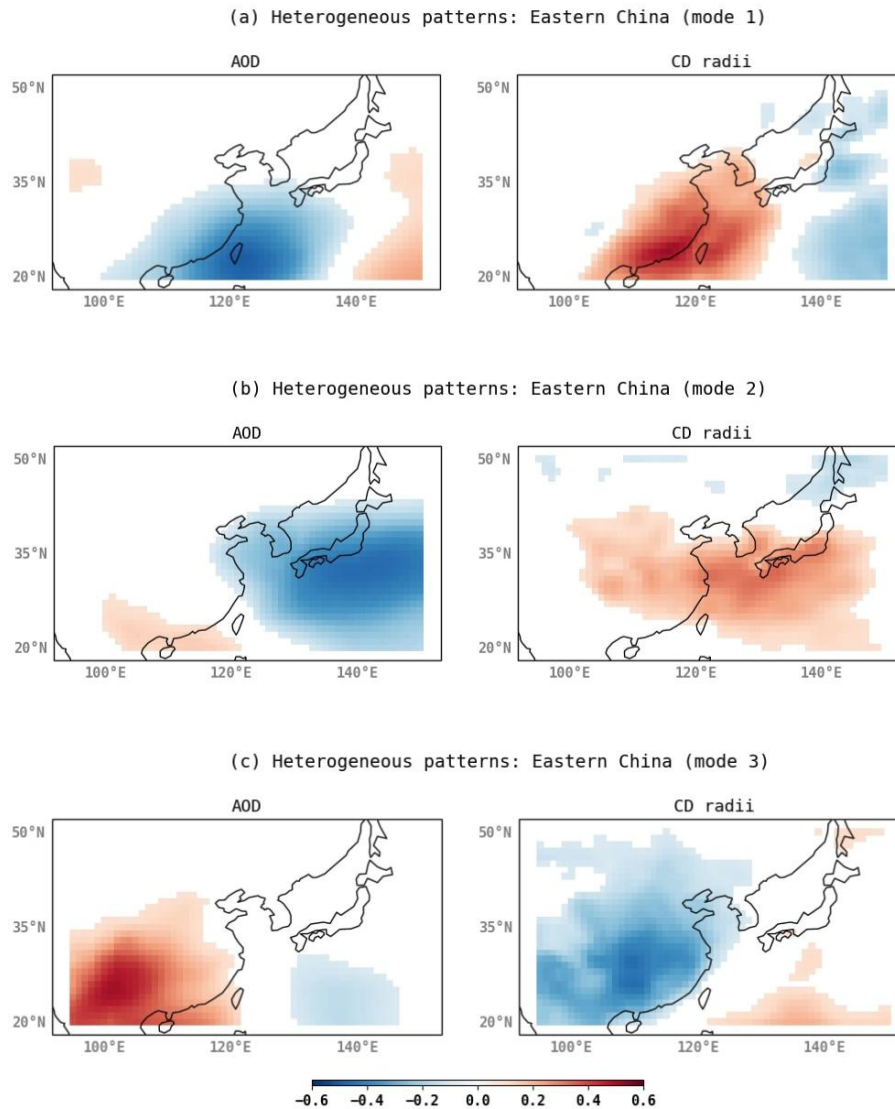 (a) Heterogeneous patterns: Eastern China (mode 1)
AOD
CD radii
50°N
35°N
20°N
50°N
35°N
20°N
100°E 120°E 140°E
100°E 120°E 140°E
(b) Heterogeneous patterns: Eastern China (mode 2)
AOD
CD radii
50°N
35°N
20°N
50°N
35°N
20°N
100°E 120°E 140°E
100°E 120°E 140°E
(c) Heterogeneous patterns: Eastern China (mode 3)
AOD
CD radii
50°N
35°N
20°N
50°N
35°N
20°N
100°E 120°E 140°E
100°E 120°E 140°E
−0.6 −0.4 −0.2 0.0 0.2 0.4 0.6